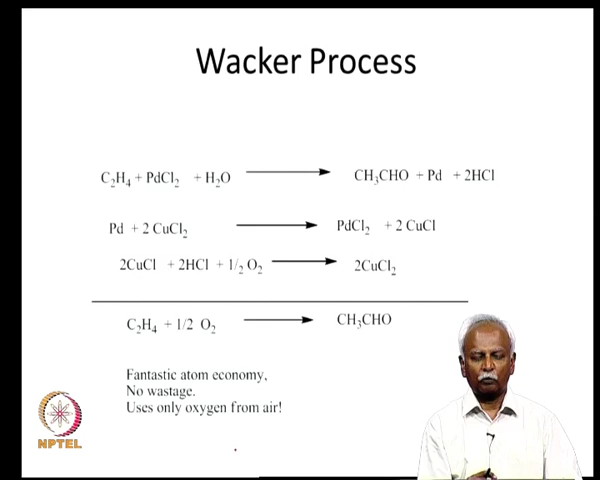 Wacker Process
C₂H₄ + PdCl₂ + H₂O ⟶ CH₃CHO + Pd + 2HCl
Pd + 2 CuCl₂ ⟶ PdCl₂ + 2 CuCl
2CuCl + 2HCl + 1/₂ O₂ ⟶ 2CuCl₂
C₂H₄ + 1/2 O₂ ⟶ CH₃CHO
Fantastic atom economy,
No wastage.
Uses only oxygen from air!
NPTEL